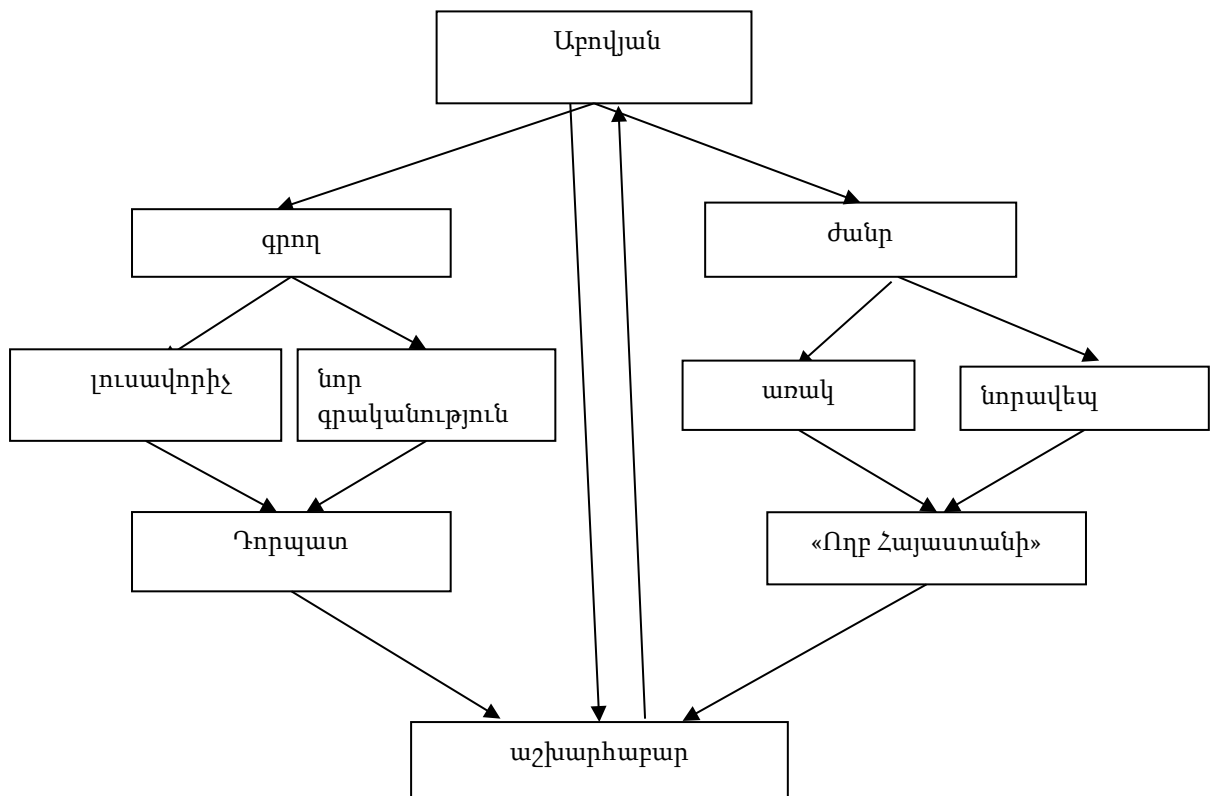 Աբովյան
գրող
ժանր
լուսավորիչ
նոր
գրականություն
առակ
նորավեպ
Դորպատ
«Ողբ Հայաստանի»
աշխարհաբար